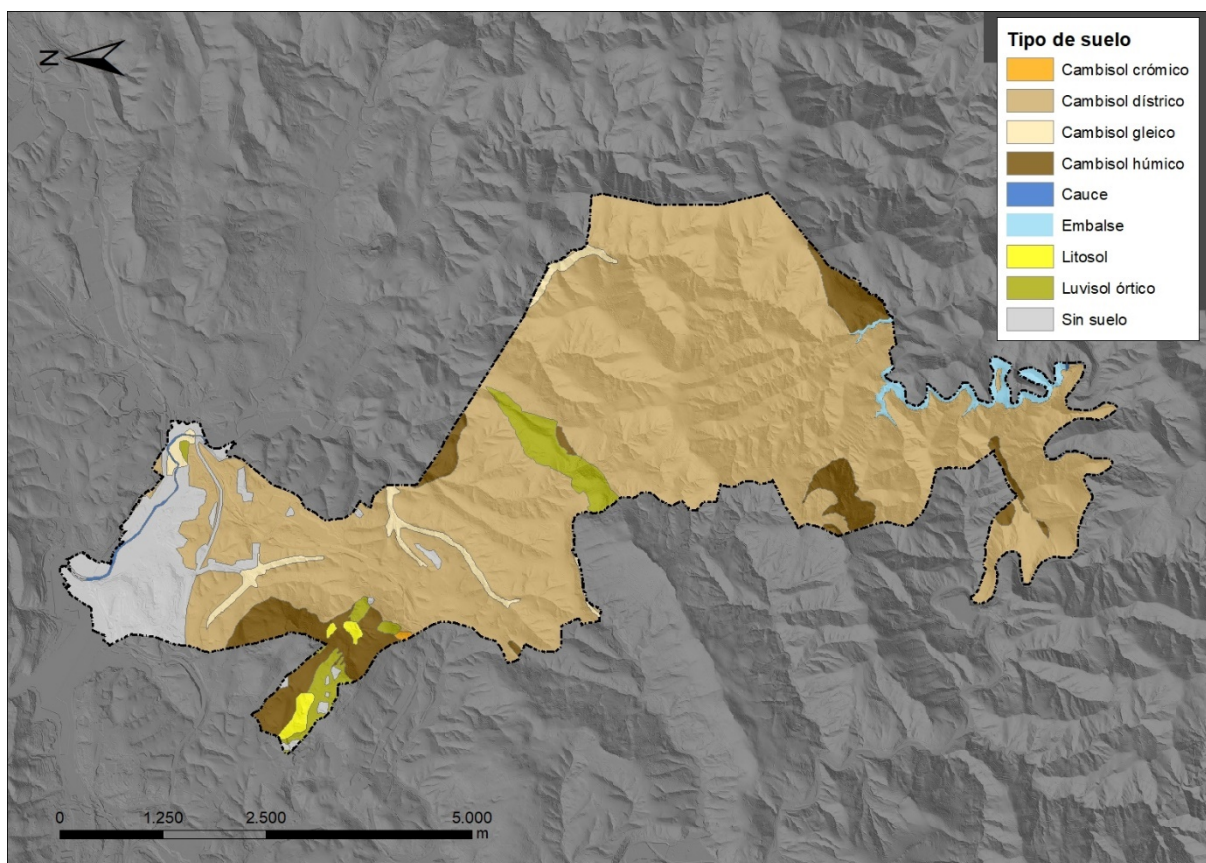 N
Tipo de suelo
Cambisol crómico
Cambisol dístrico
Cambisol gleico
Cambisol húmico
Cauce
Embalse
Litosol
Luvisol órtico
Sin suelo
0 1.250 2.500 5.000
m